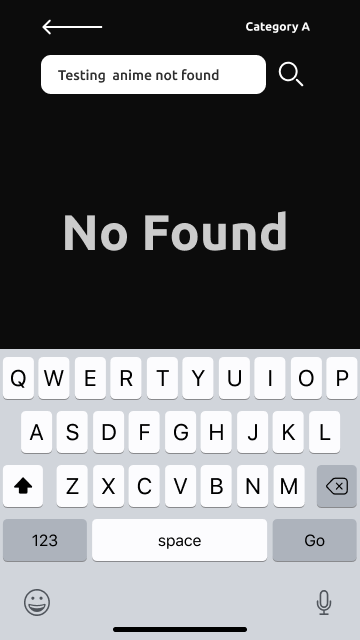 Category A
Testing  anime not found
No Found
Q W E R T Y U I O P
A S D F G H J K L
Z X C V B N M
123 space Go